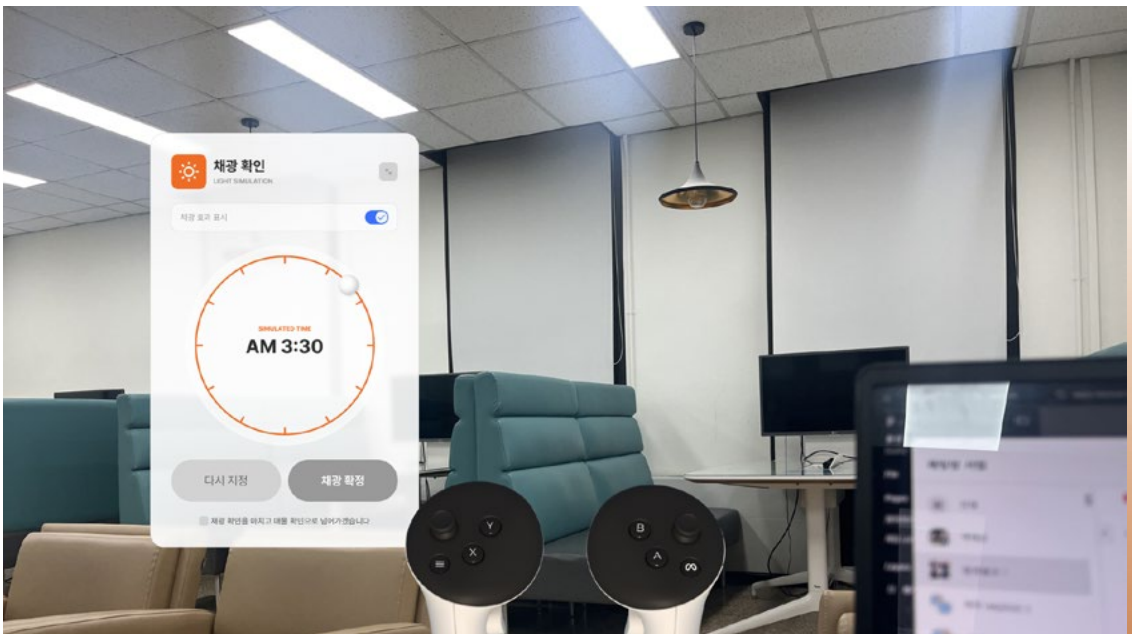 채광 확인
LIGHT SIMULATION
채광 효과 표시
SIMULATED TIME
AM 3:30
다시 지정
채광 확정
채광 확인을 마치고 매물 확인으로 넘어가겠습니다
Y
X
B
A